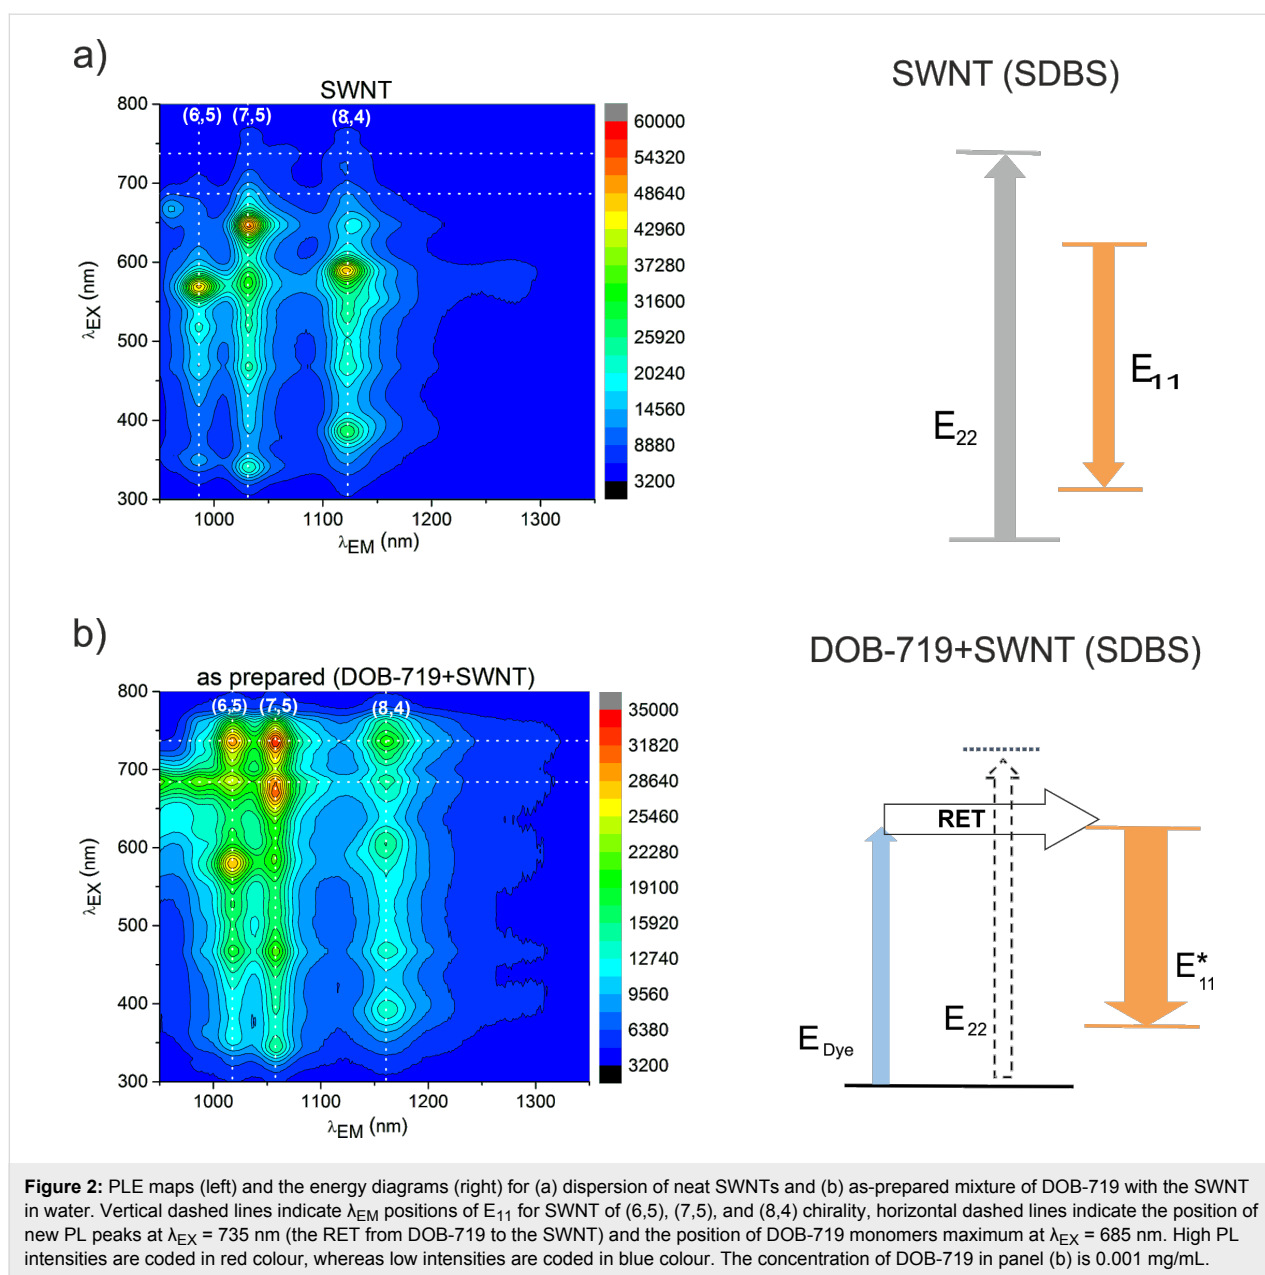 a)
SWNT
SWNT (SDBS)
(6,5) (7,5) (8,4)
800
700
600
500
400
300
λEX (nm)
1000 1100 1200 1300
λEM (nm)
60000
54320
48640
42960
37280
31600
25920
20240
14560
8880
3200
E22
E11
b)
as prepared (DOB-719+SWNT)
DOB-719+SWNT (SDBS)
(6,5) (7,5) (8,4)
800
700
600
500
400
300
λEX (nm)
1000 1100 1200 1300
λEM (nm)
35000
31820
28640
25460
22280
19100
15920
12740
9560
6380
3200
RET
E Dye
E22
E*11
Figure 2: PLE maps (left) and the energy diagrams (right) for (a) dispersion of neat SWNTs and (b) as-prepared mixture of DOB-719 with the SWNT
in water. Vertical dashed lines indicate λEM positions of E11 for SWNT of (6,5), (7,5), and (8,4) chirality, horizontal dashed lines indicate the position of
new PL peaks at λEX = 735 nm (the RET from DOB-719 to the SWNT) and the position of DOB-719 monomers maximum at λEX = 685 nm. High PL
intensities are coded in red colour, whereas low intensities are coded in blue colour. The concentration of DOB-719 in panel (b) is 0.001 mg/mL.